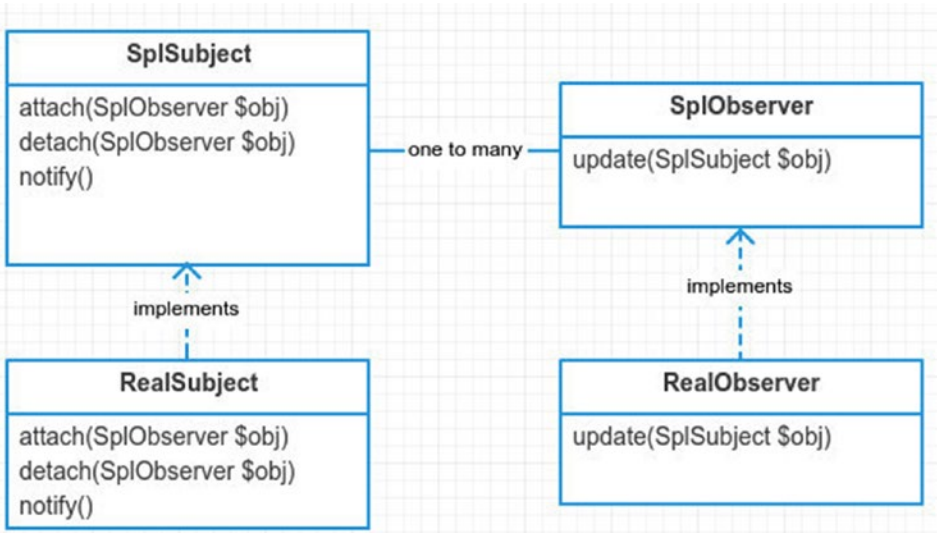 SplSubject
attach(SplObserver $obj)
detach(SplObserver $obj)
notify()
one to many
SplObserver
update(SplSubject $obj)
implements
implements
RealSubject
attach(SplObserver $obj)
detach(SplObserver $obj)
notify()
RealObserver
update(SplSubject $obj)